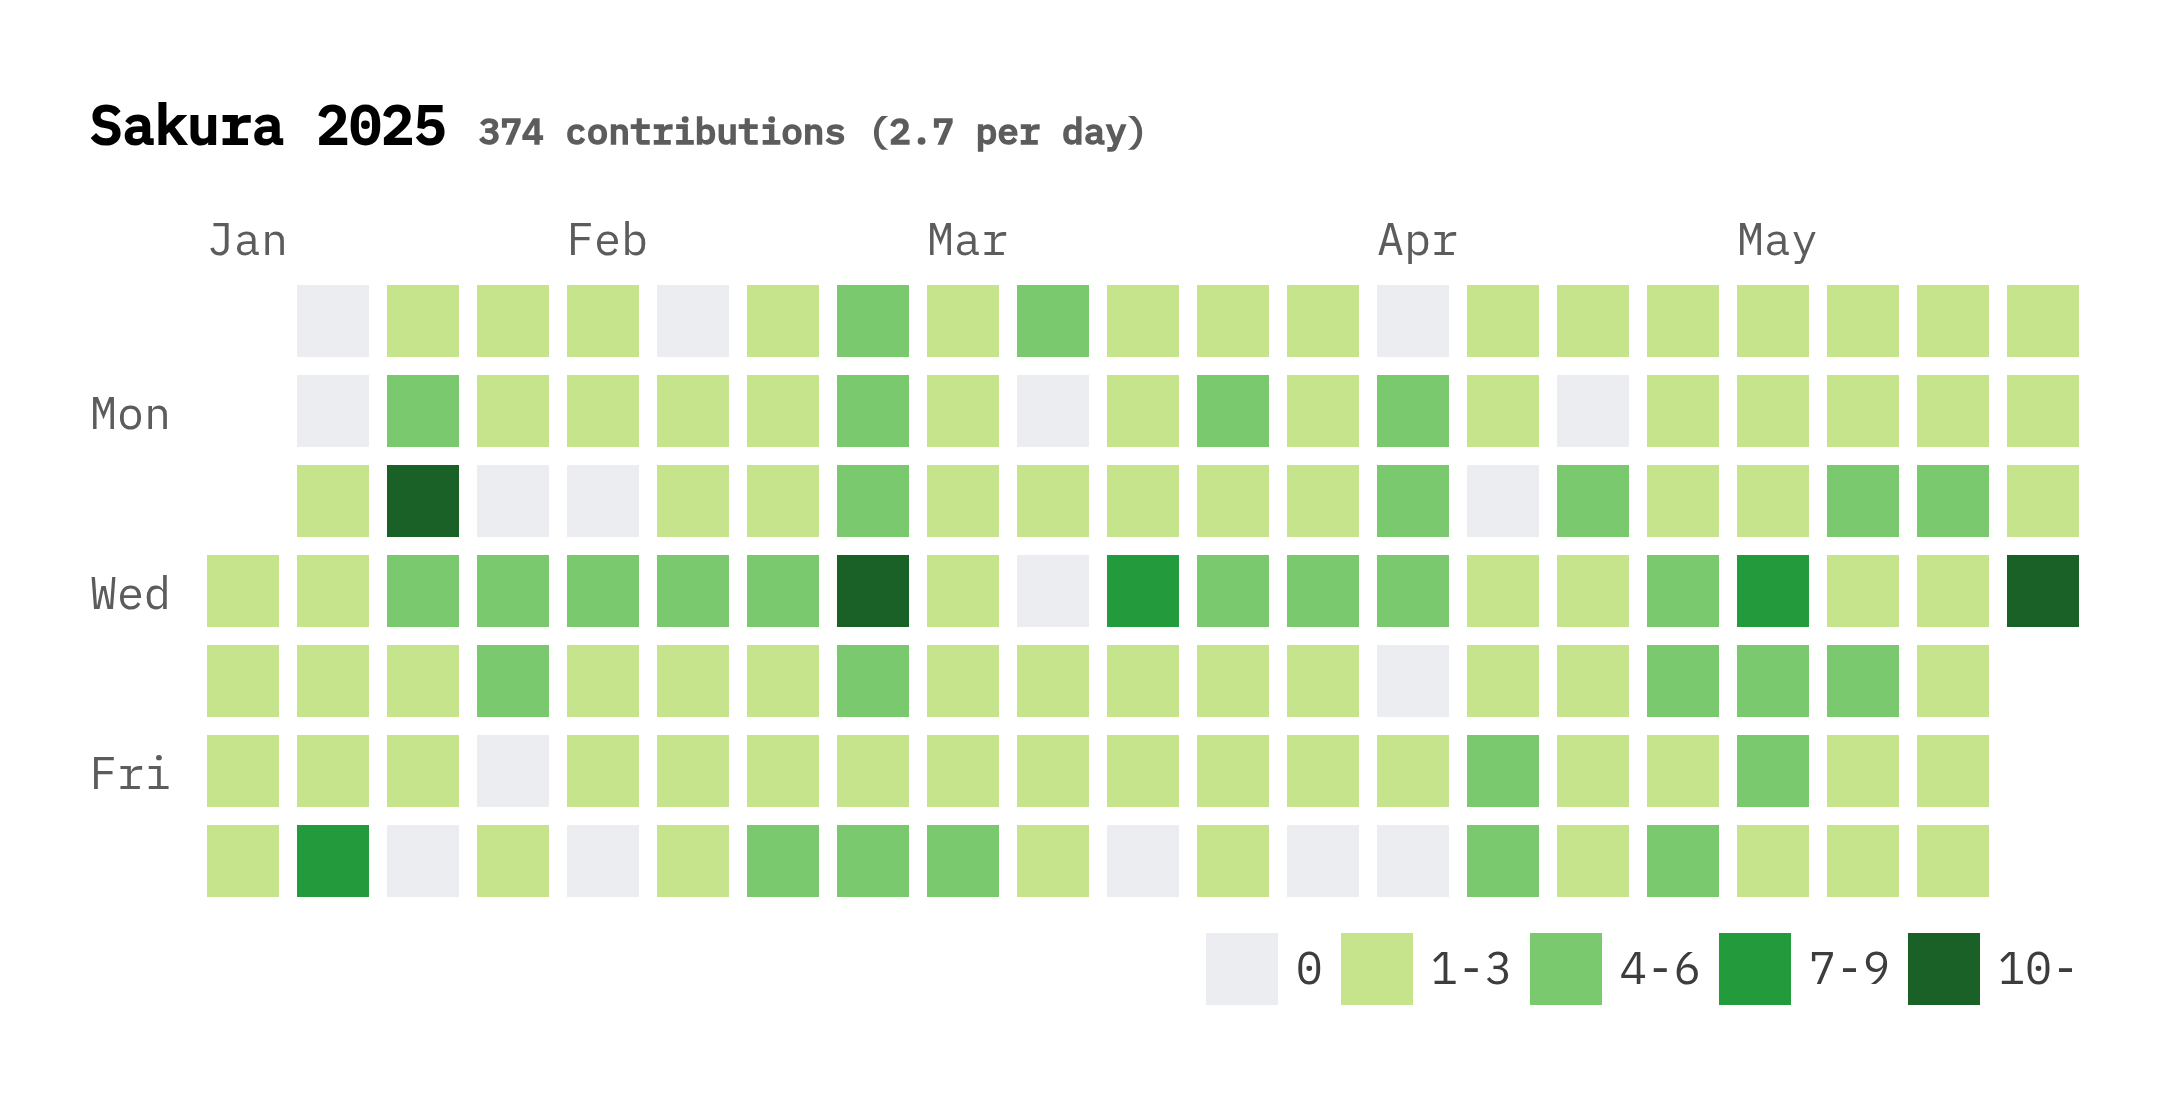 Sakura 2025 374 contributions (2.7 per day)
Jan Feb Mar Apr May
Mon
Wed
Fri
0 1-3 4-6 7-9 10-